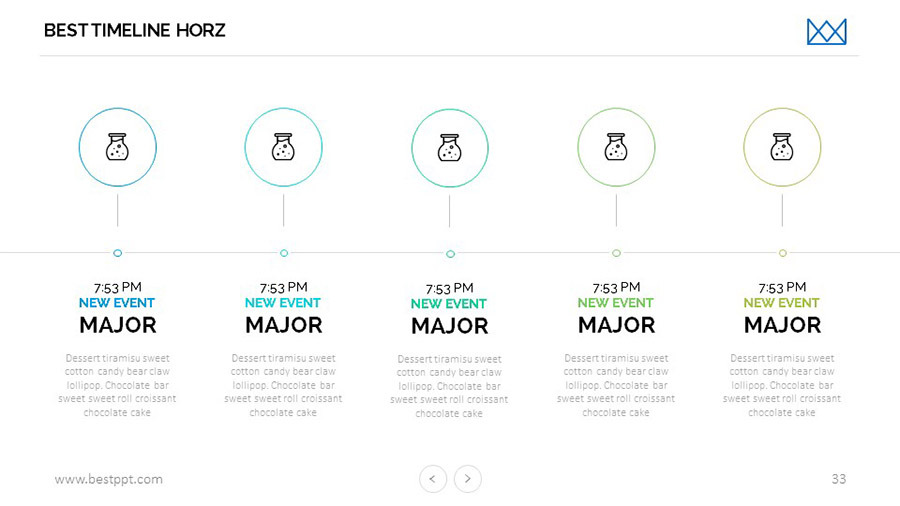 BEST TIMELINE HORZ
7:53 PM
NEW EVENT
MAJOR
Dessert tiramisu sweet
cotton candy bear claw
lollipop. Chocolate bar
sweet sweet roll croissant
chocolate cake
7:53 PM
NEW EVENT
MAJOR
Dessert tiramisu sweet
cotton candy bear claw
lollipop. Chocolate bar
sweet sweet roll croissant
chocolate cake
7:53 PM
NEW EVENT
MAJOR
Dessert tiramisu sweet
cotton candy bear claw
lollipop. Chocolate bar
sweet sweet roll croissant
chocolate cake
7:53 PM
NEW EVENT
MAJOR
Dessert tiramisu sweet
cotton candy bear claw
lollipop. Chocolate bar
sweet sweet roll croissant
chocolate cake
7:53 PM
NEW EVENT
MAJOR
Dessert tiramisu sweet
cotton candy bear claw
lollipop. Chocolate bar
sweet sweet roll croissant
chocolate cake
www.bestppt.com
33